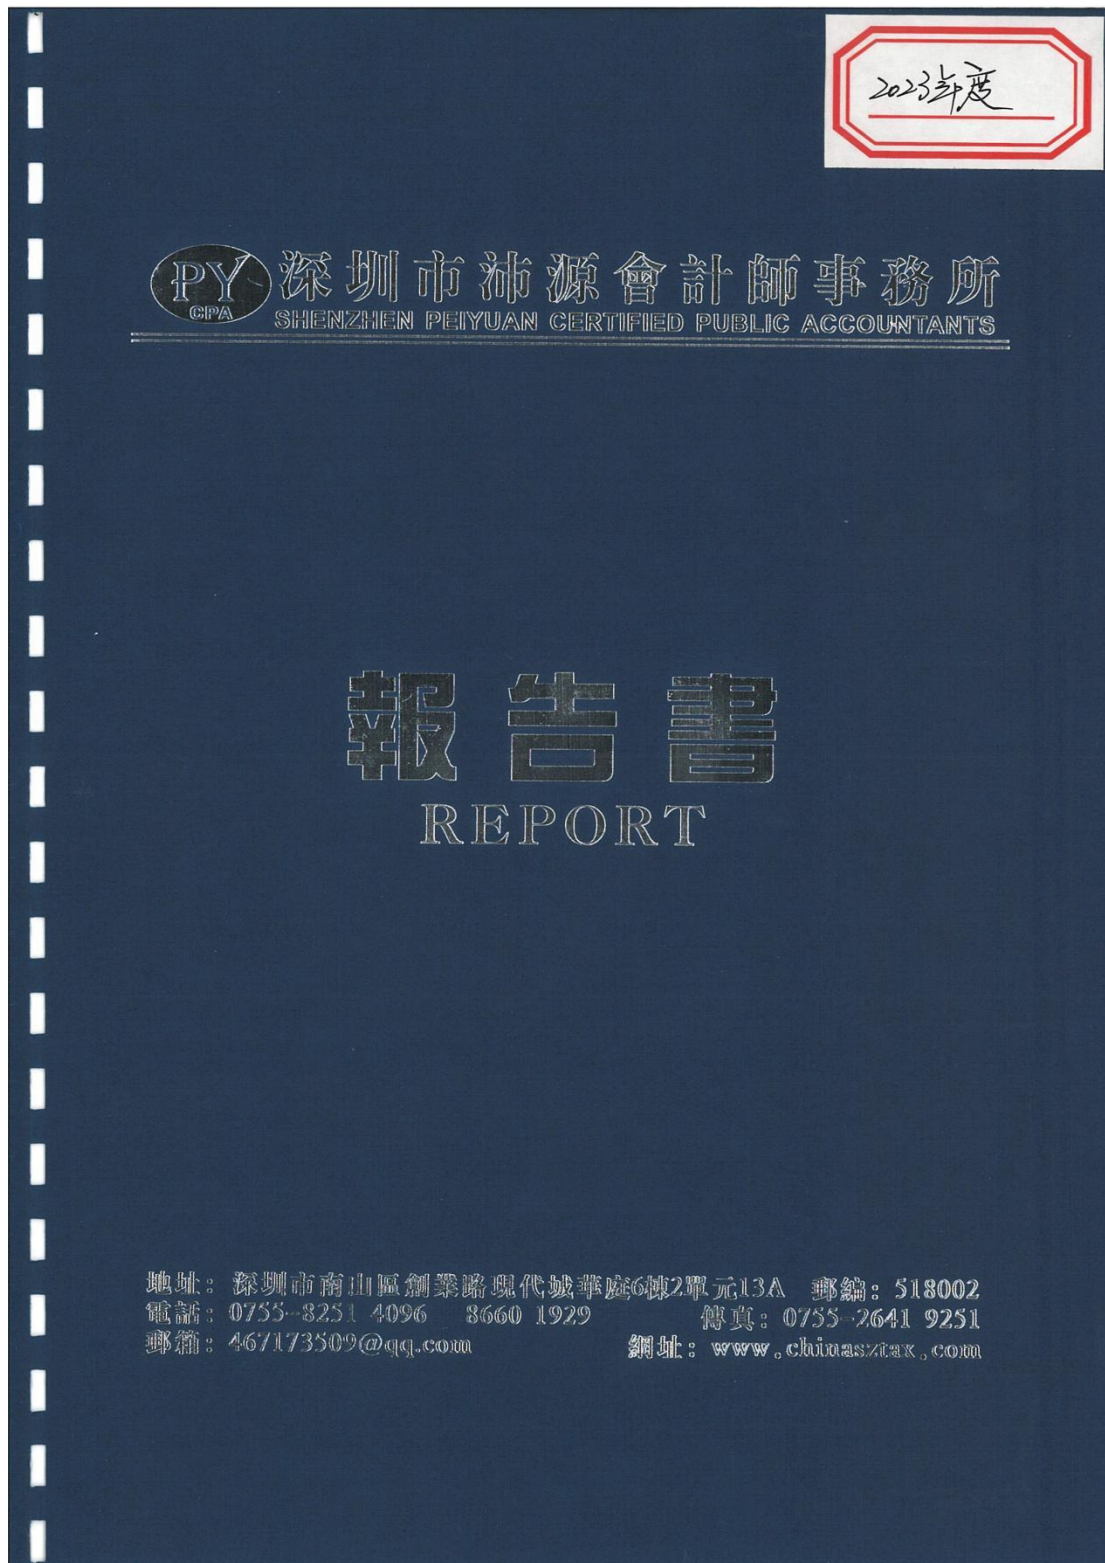 2023年度
PY
CPA
深圳市沛源會計師事務所
SHENZHEN PEIYUAN CERTIFIED PUBLIC ACCOUNTANTS
報告書
REPORT
地址：深圳市南山區創業路現代城華庭6棟2單元13A 郵編：518002
電話：0755-8251 4096 8660 1929 傳真：0755-2641 9251
郵箱：467173509@qq.com 網址：www.chinasztax.com